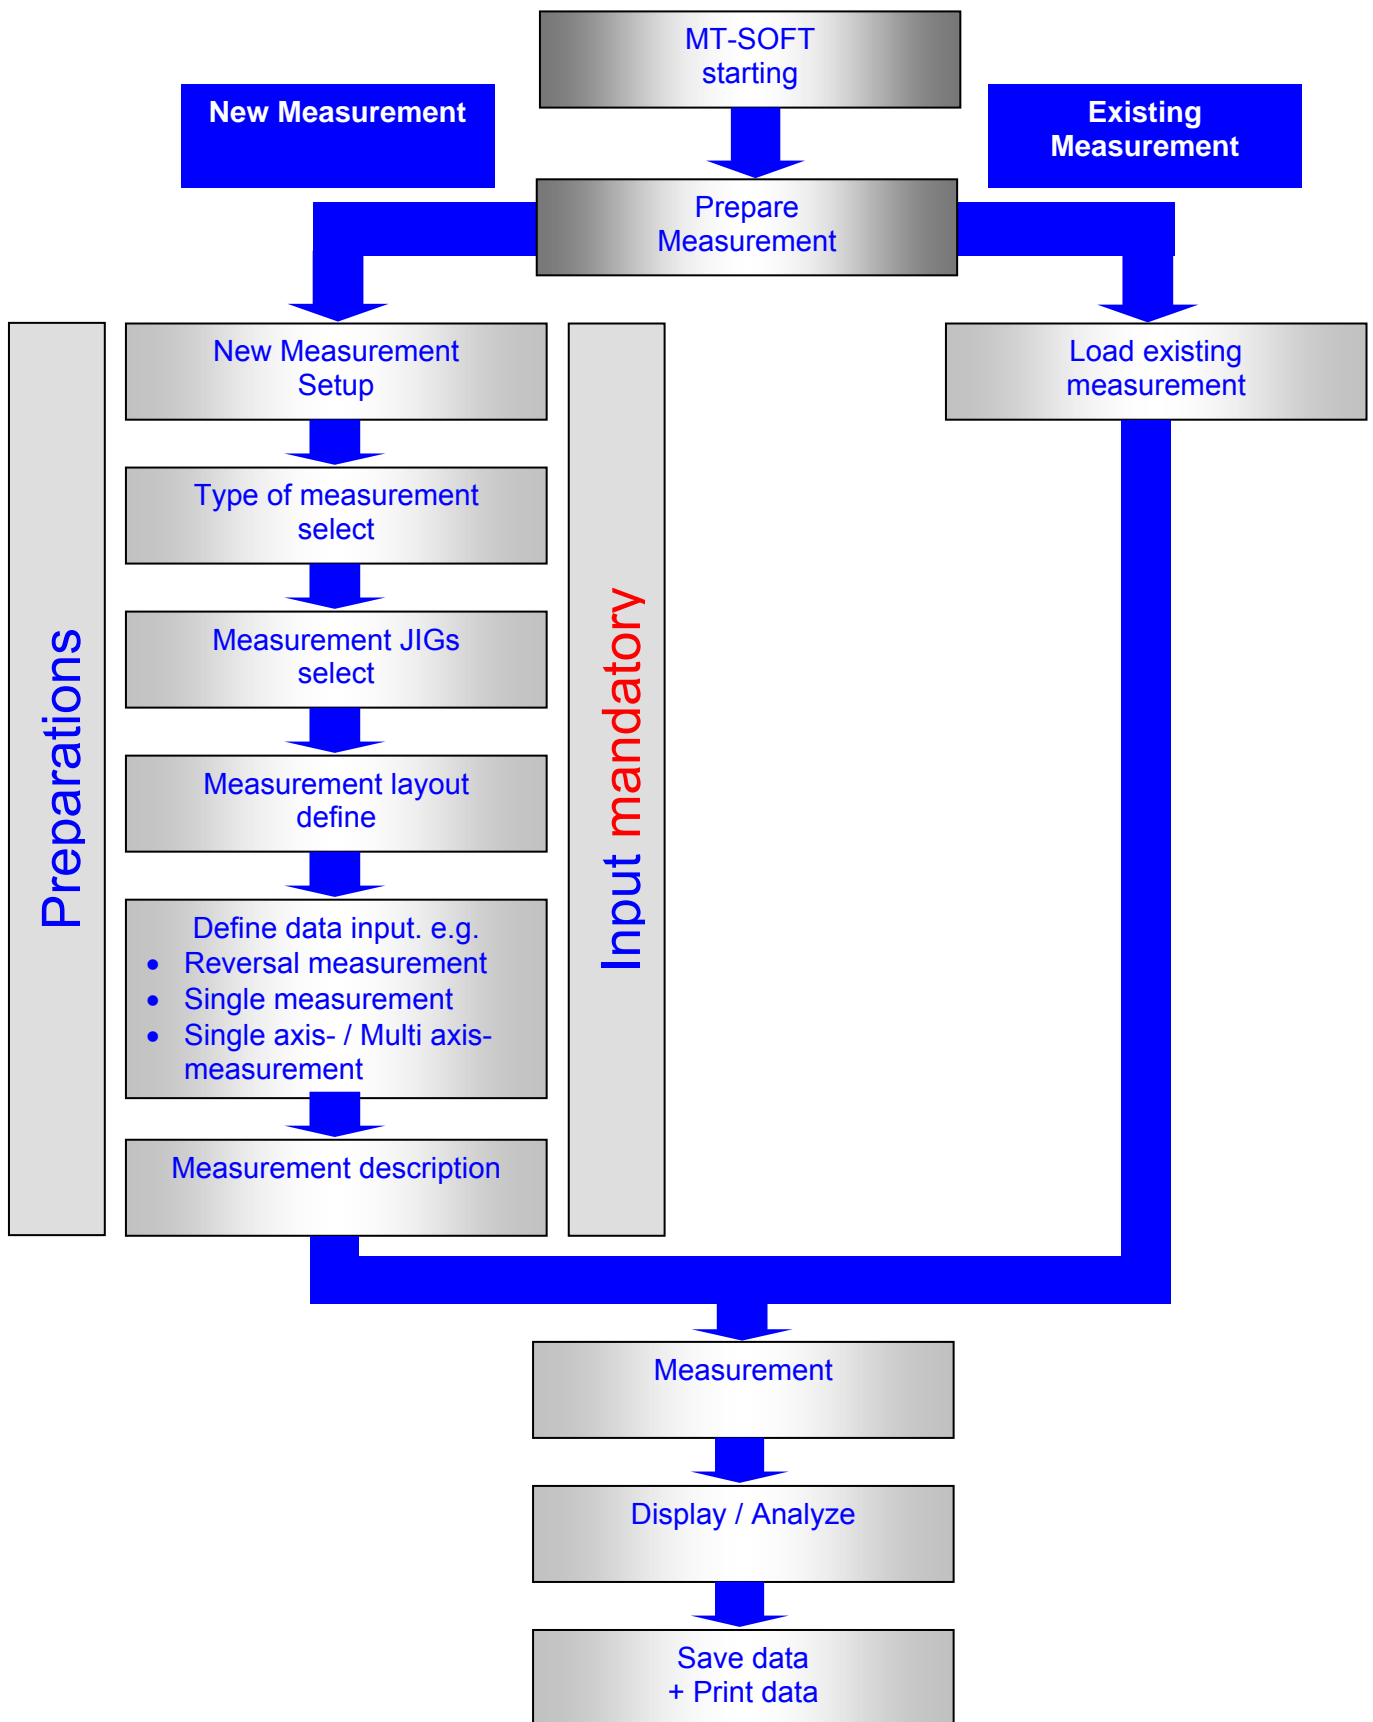 MT-SOFT
starting
New Measurement
Existing
Measurement
Prepare
Measurement
New Measurement
Setup
Load existing
measurement
Type of measurement
select
Measurement JIGs
select
Measurement layout
define
Define data input. e.g.
• Reversal measurement
• Single measurement
• Single axis- / Multi axis-
measurement
Measurement description
Preparations
Input mandatory
Measurement
Display / Analyze
Save data
+ Print data